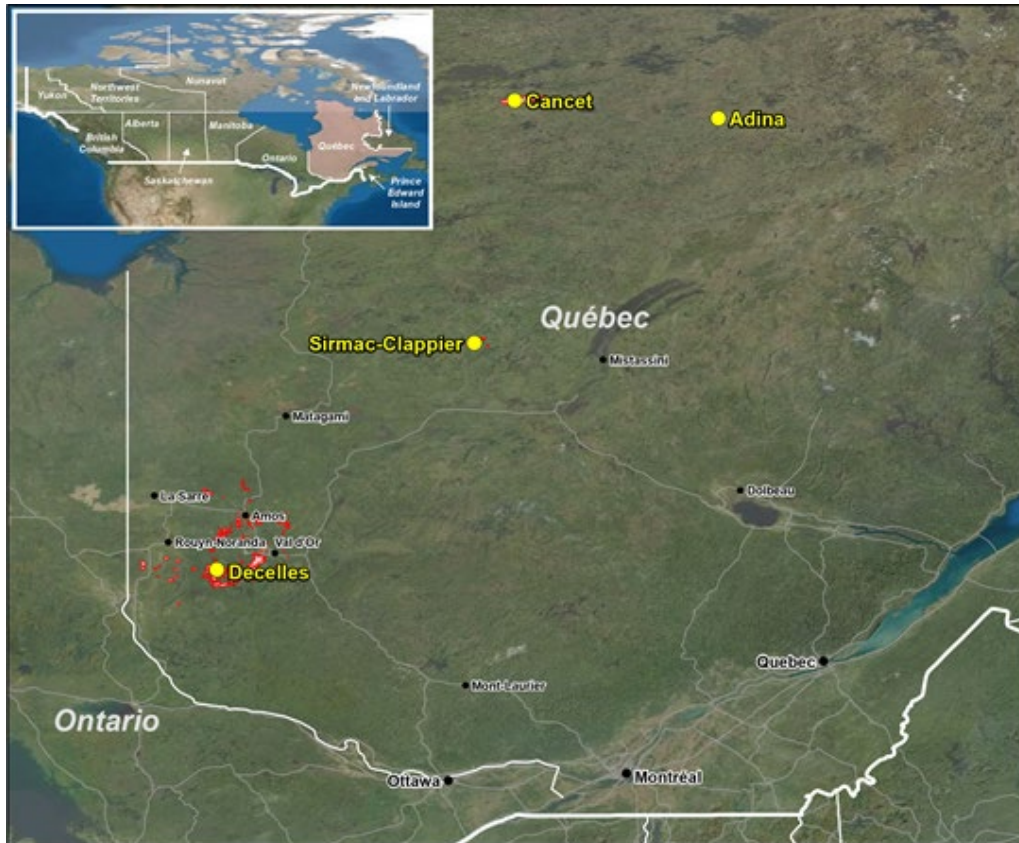 Yukon
Northwest
Territories
Nunavut
Newfoundland
and Labrador
British
Columbia
Alberta
Manitoba
Saskatchewan
Ontario
Québec
Prince
Edward
Island
Cancet
Adina
Québec
Sirmac-Clappier
Mistassini
Matagami
La Sarre
Dolbeau
Amos
Rouyn-Noranda
Val d'Or
Decelles
Quebec
Mont-Laurier
Ontario
Ottawa
Montréal